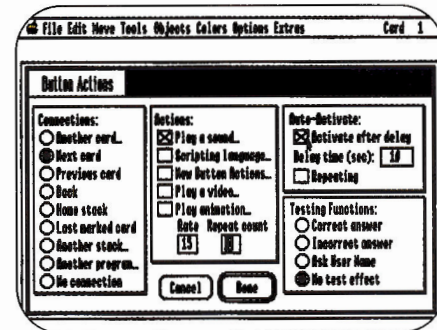 File Edit Move Tools Objects Colors Options Extras Card 1
Button Actions
Connections:
Another card...
Next card
Previous card
Back
Home stack
Last marked card
Another stack...
Another program...
No connection
Actions:
Play a sound...
Scripting language...
New Button Actions...
Play a video...
Play animation...
Rate Repeat count
15
Auto-Activate:
Activate after delay
Delay time (sec): 10
Repeating
Testing Functions:
Correct answer
Incorrect answer
Ask User Name
No test effect
Cancel Done